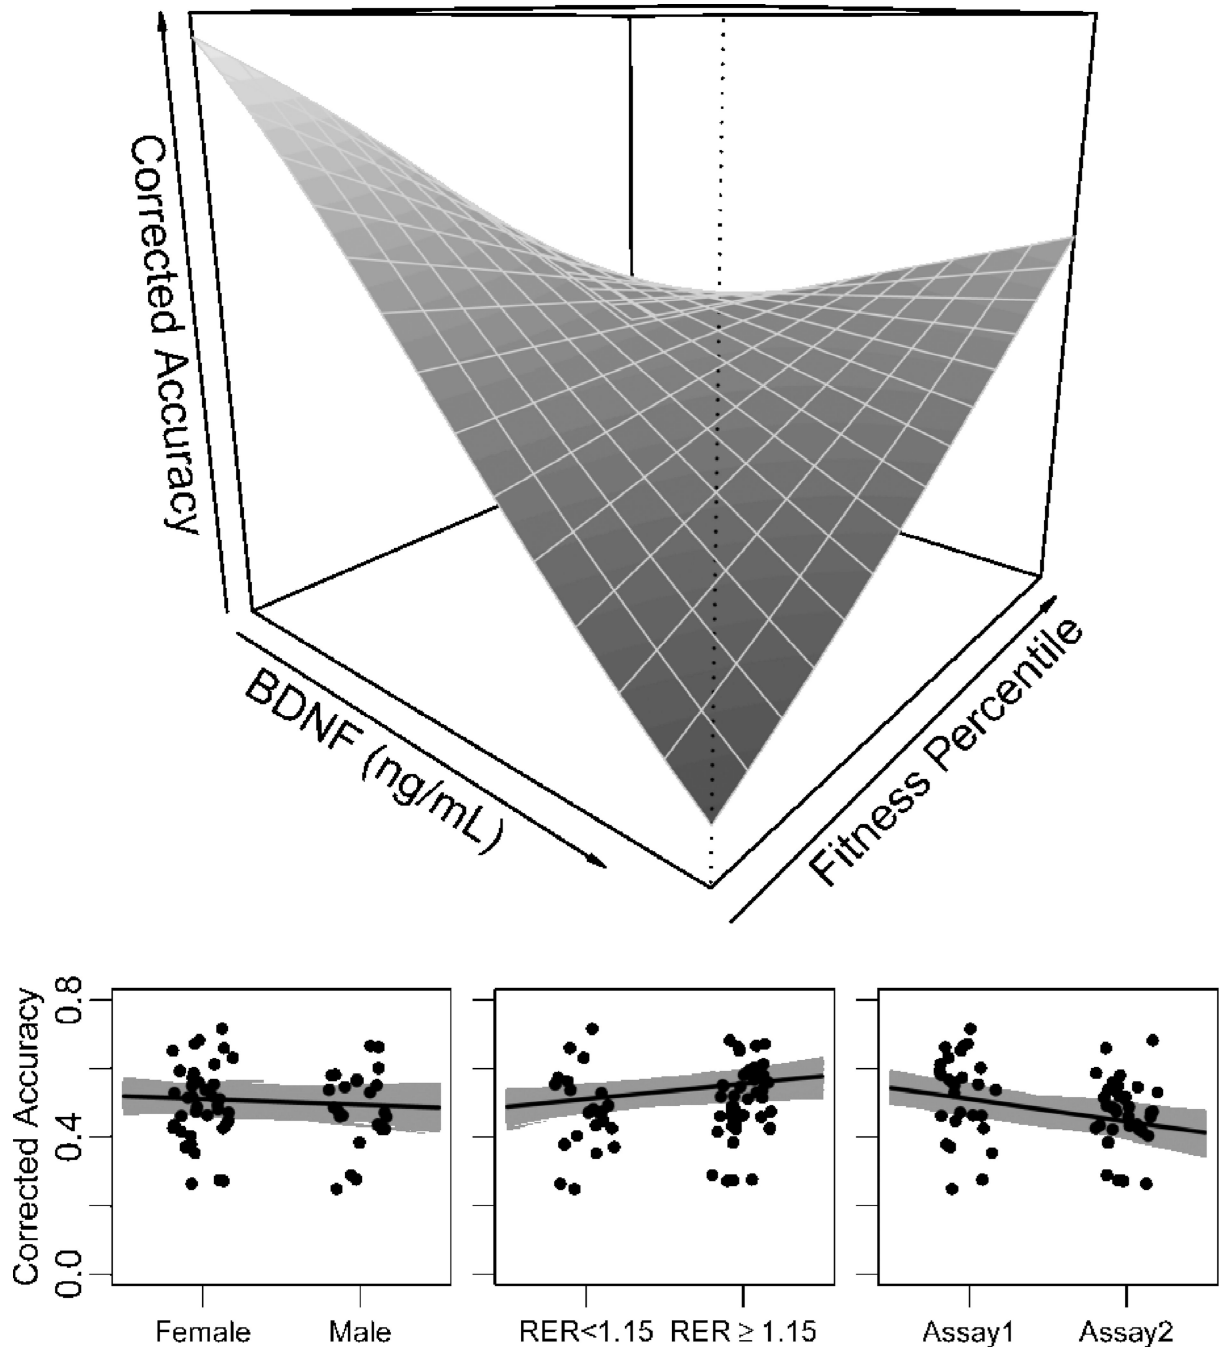 Corrected Accuracy
BDNF (ng/mL)
Fitness Percentile
Corrected Accuracy
0.8
0.4
0.0
Female
Male
RER<1.15
RER ≥ 1.15
Assay1
Assay2